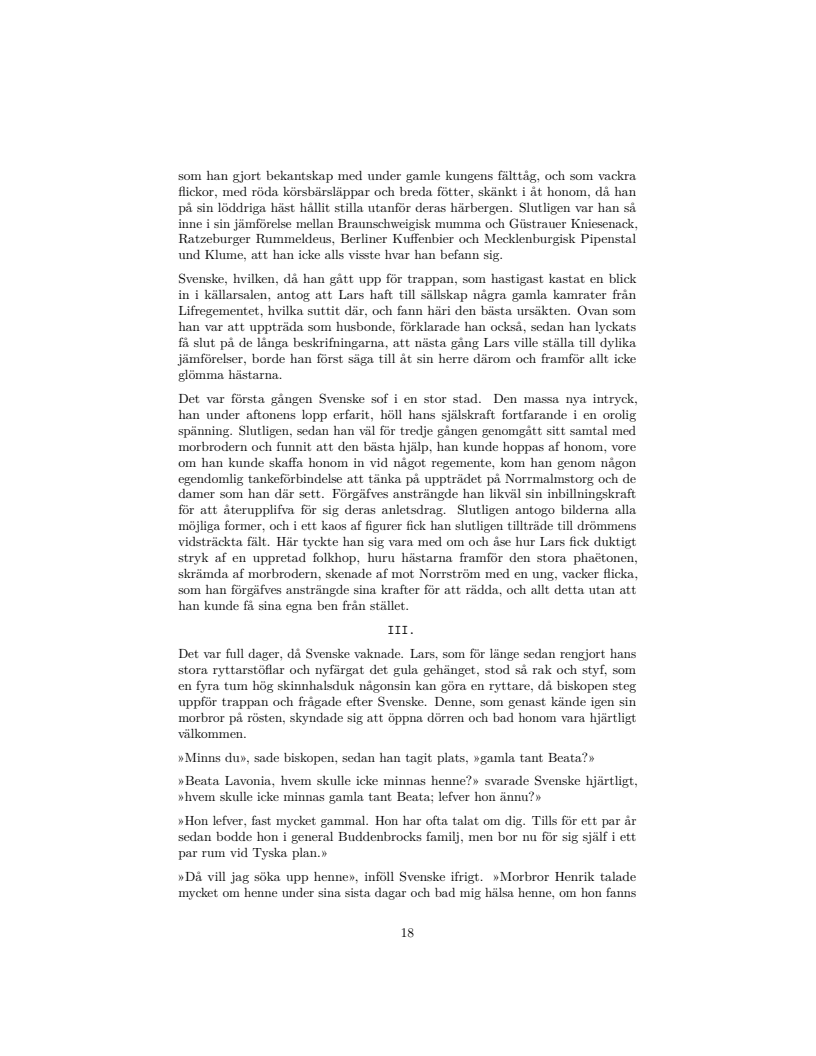 som han gjort bekantskap med under gamle kungens fälttåg, och som vackra
flickor, med röda körsbärsläppar och breda fötter, skänkt i åt honom, då han
på sin löddriga häst hållit stilla utanför deras härbergen. Slutligen var han så
inne i sin jämförelse mellan Braunschweigisk mumma och Güstrauer Kniesenack,
Ratzeburger Rummeldeus, Berliner Kuffenbier och Mecklenburgisk Pipenstal
und Klume, att han icke alls visste hvar han befann sig.
Svenske, hvilken, då han gått upp för trappan, som hastigast kastat en blick
in i källarsalen, antog att Lars haft till sällskap några gamla kamrater från
Lifregementet, hvilka suttit där, och fann häri den bästa ursäkten. Ovan som
han var att uppträda som husbonde, förklarade han också, sedan han lyckats
få slut på de långa beskrifningarna, att nästa gång Lars ville ställa till dylika
jämförelser, borde han först säga till åt sin herre därom och framför allt icke
glömma hästarna.
Det var första gången Svenske sof i en stor stad. Den massa nya intryck,
han under aftonens lopp erfarit, höll hans själskraft fortfarande i en orolig
spänning. Slutligen, sedan han väl för tredje gången genomgått sitt samtal med
morbrodern och funnit att den bästa hjälp, han kunde hoppas af honom, vore
om han kunde skaffa honom in vid något regemente, kom han genom någon
egendomlig tankeförbindelse att tänka på uppträdet på Norrmalmstorg och de
damer som han där sett. Förgäfves ansträngde han likväl sin inbillningskraft
för att återupplifva för sig deras anletsdrag. Slutligen antogo bilderna alla
möjliga former, och i ett kaos af figurer fick han slutligen tillträde till drömmens
vidsträckta fält. Här tyckte han sig vara med om och åse hur Lars fick duktigt
stryk af en uppretad folkhop, huru hästarna framför den stora phaëtonen,
skrämda af morbrodern, skenade af mot Norrström med en ung, vacker flicka,
som han förgäfves ansträngde sina krafter för att rädda, och allt detta utan att
han kunde få sina egna ben från stället.
III.
Det var full dager, då Svenske vaknade. Lars, som för länge sedan rengjort hans
stora ryttarstöflar och nyfärgat det gula gehänget, stod så rak och styf, som
en fyra tum hög skinnhalsduk någonsin kan göra en ryttare, då biskopen steg
uppför trappan och frågade efter Svenske. Denne, som genast kände igen sin
morbror på rösten, skyndade sig att öppna dörren och bad honom vara hjärtligt
välkommen.
»Minns du», sade biskopen, sedan han tagit plats, »gamla tant Beata?»
»Beata Lavonia, hvem skulle icke minnas henne?» svarade Svenske hjärtligt,
»hvem skulle icke minnas gamla tant Beata; lefver hon ännu?»
»Hon lefver, fast mycket gammal. Hon har ofta talat om dig. Tills för ett par år
sedan bodde hon i general Buddenbrocks familj, men bor nu för sig själf i ett
par rum vid Tyska plan.»
»Då vill jag söka upp henne», inföll Svenske ifrigt. »Morbror Henrik talade
mycket om henne under sina sista dagar och bad mig hälsa henne, om hon fanns
18